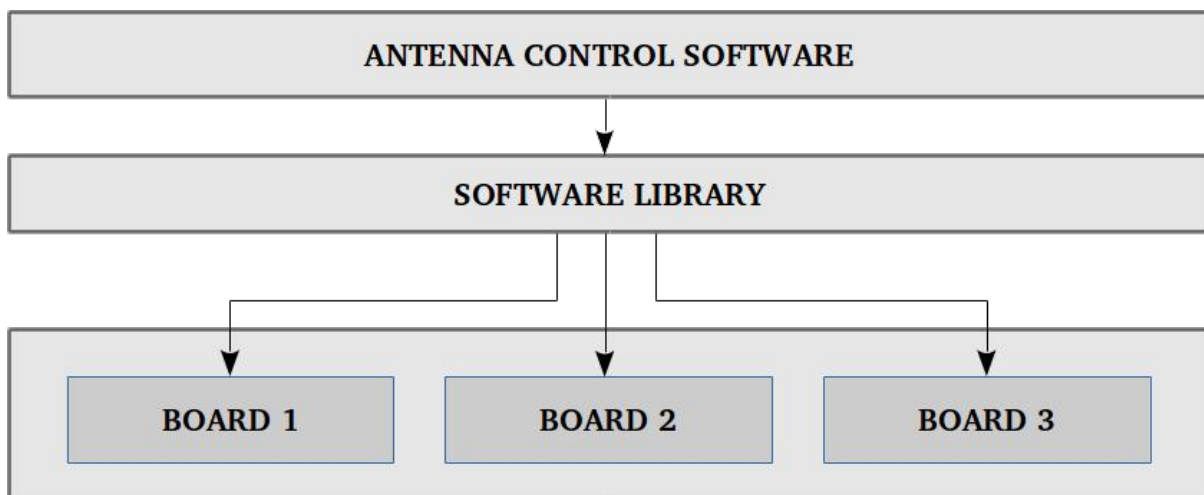 ANTENNA CONTROL SOFTWARE
SOFTWARE LIBRARY
BOARD 1
BOARD 2
BOARD 3